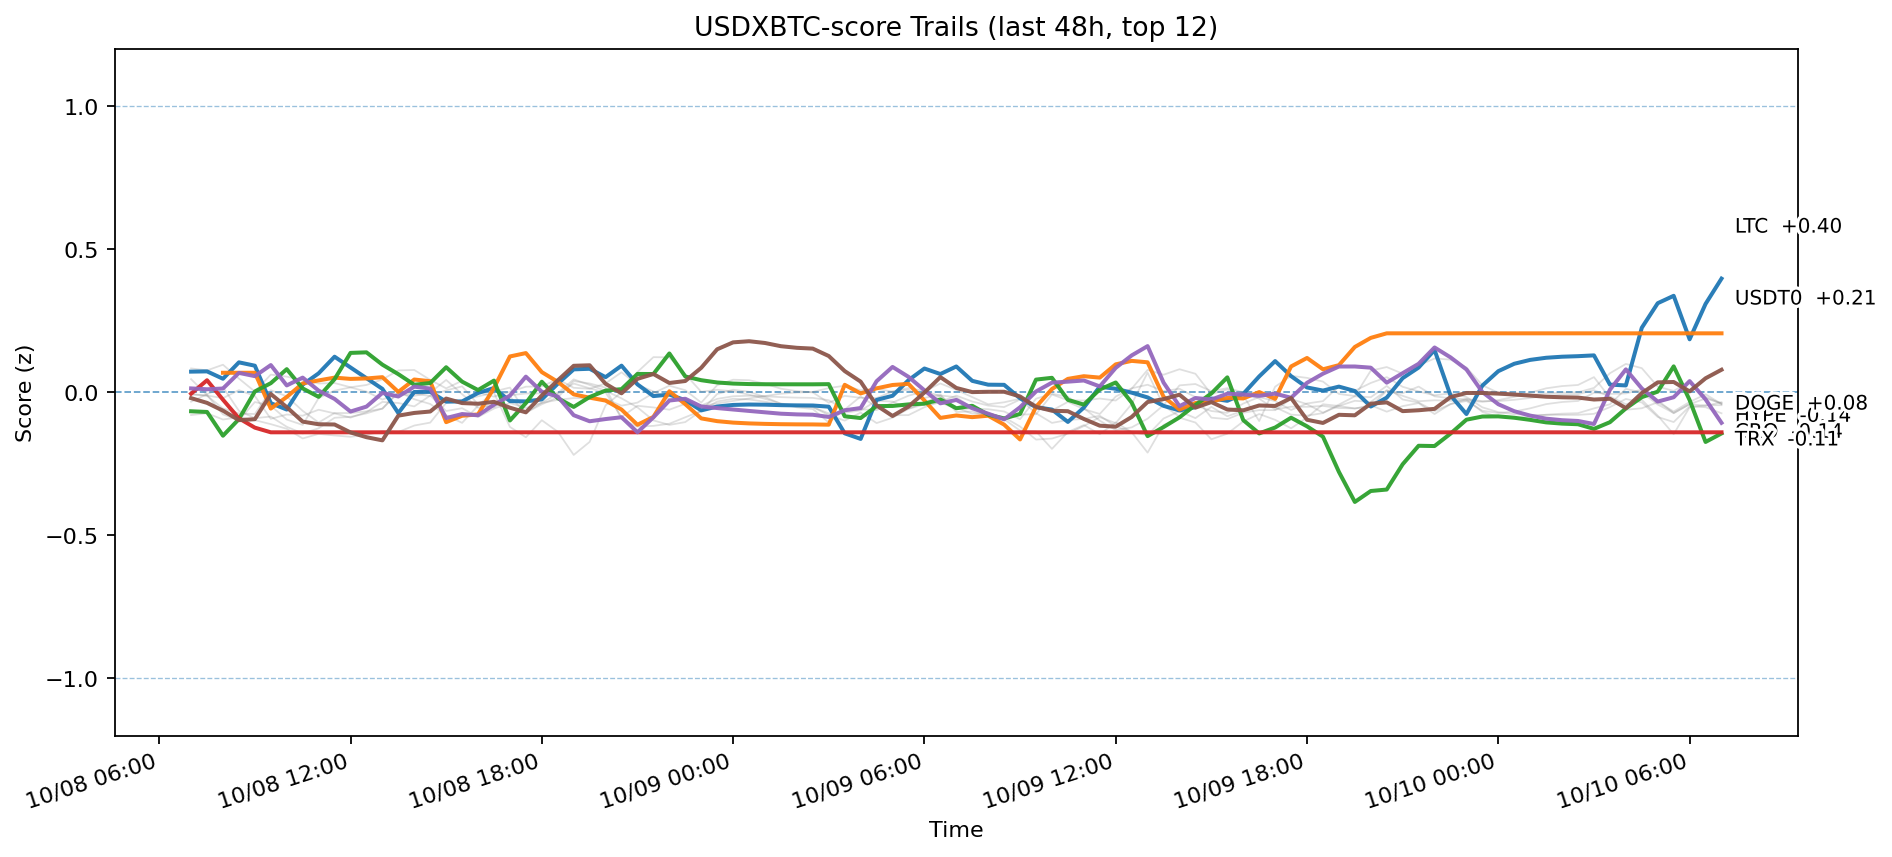 USDXBTC-score Trails (last 48h, top 12)
Score (z)
1.0
0.5
0.0
−0.5
−1.0
LTC +0.40
USDT0 +0.21
DOGE +0.08
HYPE -0.14
TRX -0.11
10/08 06:00
10/08 12:00
10/08 18:00
10/09 00:00
10/09 06:00
10/09 12:00
10/09 18:00
10/10 00:00
10/10 06:00
Time